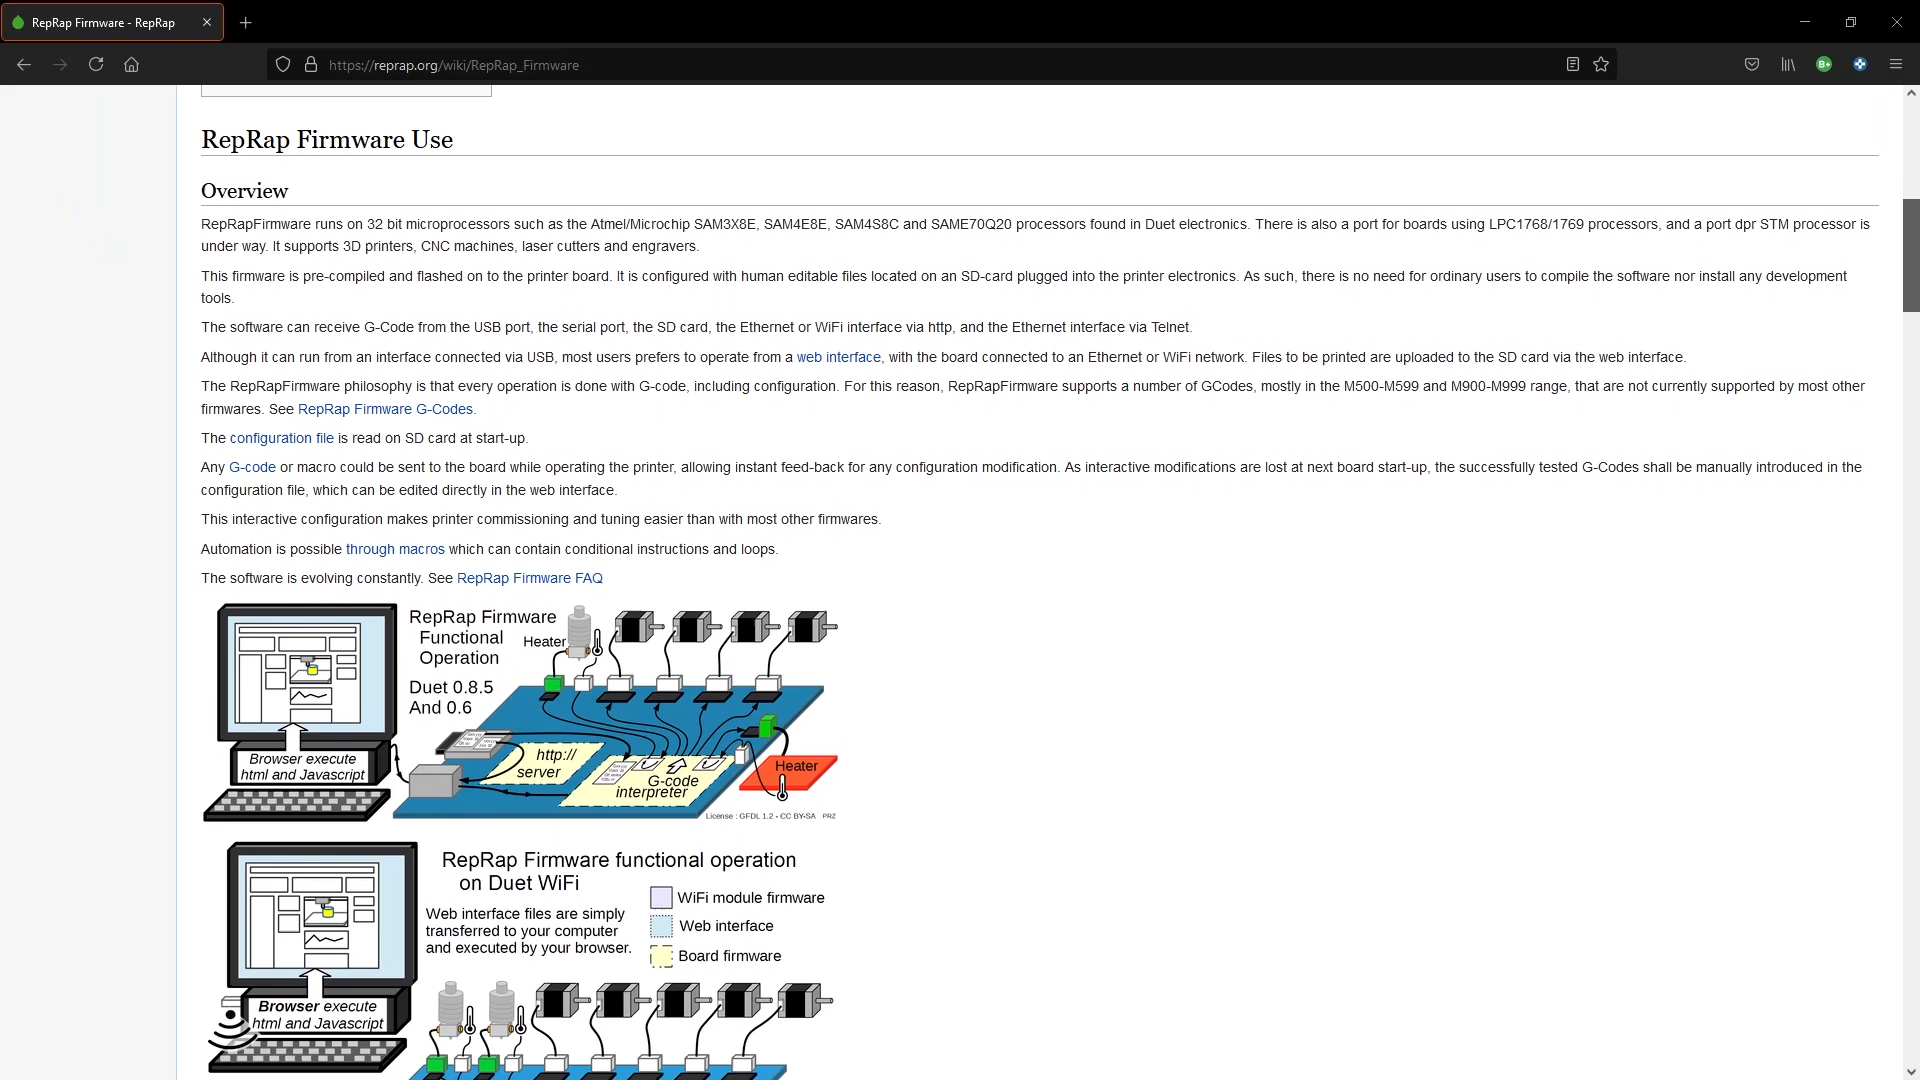 RepRap Firmware - RepRap
https://reprap.org/wiki/RepRap_Firmware
RepRap Firmware Use
Overview
RepRapFirmware runs on 32 bit microprocessors such as the Atmel/Microchip SAM3X8E, SAM4E8E, SAM4S8C and SAME70Q20 processors found in Duet electronics. There is also a port for boards using LPC1768/1769 processors, and a port dpr STM processor is
under way. It supports 3D printers, CNC machines, laser cutters and engravers.
This firmware is pre-compiled and flashed on to the printer board. It is configured with human editable files located on an SD-card plugged into the printer electronics. As such, there is no need for ordinary users to compile the software nor install any development
tools.
The software can receive G-Code from the USB port, the serial port, the SD card, the Ethernet or WiFi interface via http, and the Ethernet interface via Telnet.
Although it can run from an interface connected via USB, most users prefers to operate from a web interface, with the board connected to an Ethernet or WiFi network. Files to be printed are uploaded to the SD card via the web interface.
The RepRapFirmware philosophy is that every operation is done with G-code, including configuration. For this reason, RepRapFirmware supports a number of GCodes, mostly in the M500-M599 and M900-M999 range, that are not currently supported by most other
firmwares. See RepRap Firmware G-Codes.
The configuration file is read on SD card at start-up.
Any G-code or macro could be sent to the board while operating the printer, allowing instant feed-back for any configuration modification. As interactive modifications are lost at next board start-up, the successfully tested G-Codes shall be manually introduced in the
configuration file, which can be edited directly in the web interface.
This interactive configuration makes printer commissioning and tuning easier than with most other firmwares.
Automation is possible through macros which can contain conditional instructions and loops.
The software is evolving constantly. See RepRap Firmware FAQ
RepRap Firmware
Functional
Operation
Heater
Duet 0.8.5
And 0.6
Browser execute
html and Javascript
http://
server
G-code
interpreter
Heater
License : GFDL 1.2 - CC BY-SA PRZ
RepRap Firmware functional operation
on Duet WiFi
Web interface files are simply
transferred to your computer
and executed by your browser.
WiFi module firmware
Web interface
Board firmware
Browser execute
html and Javascript